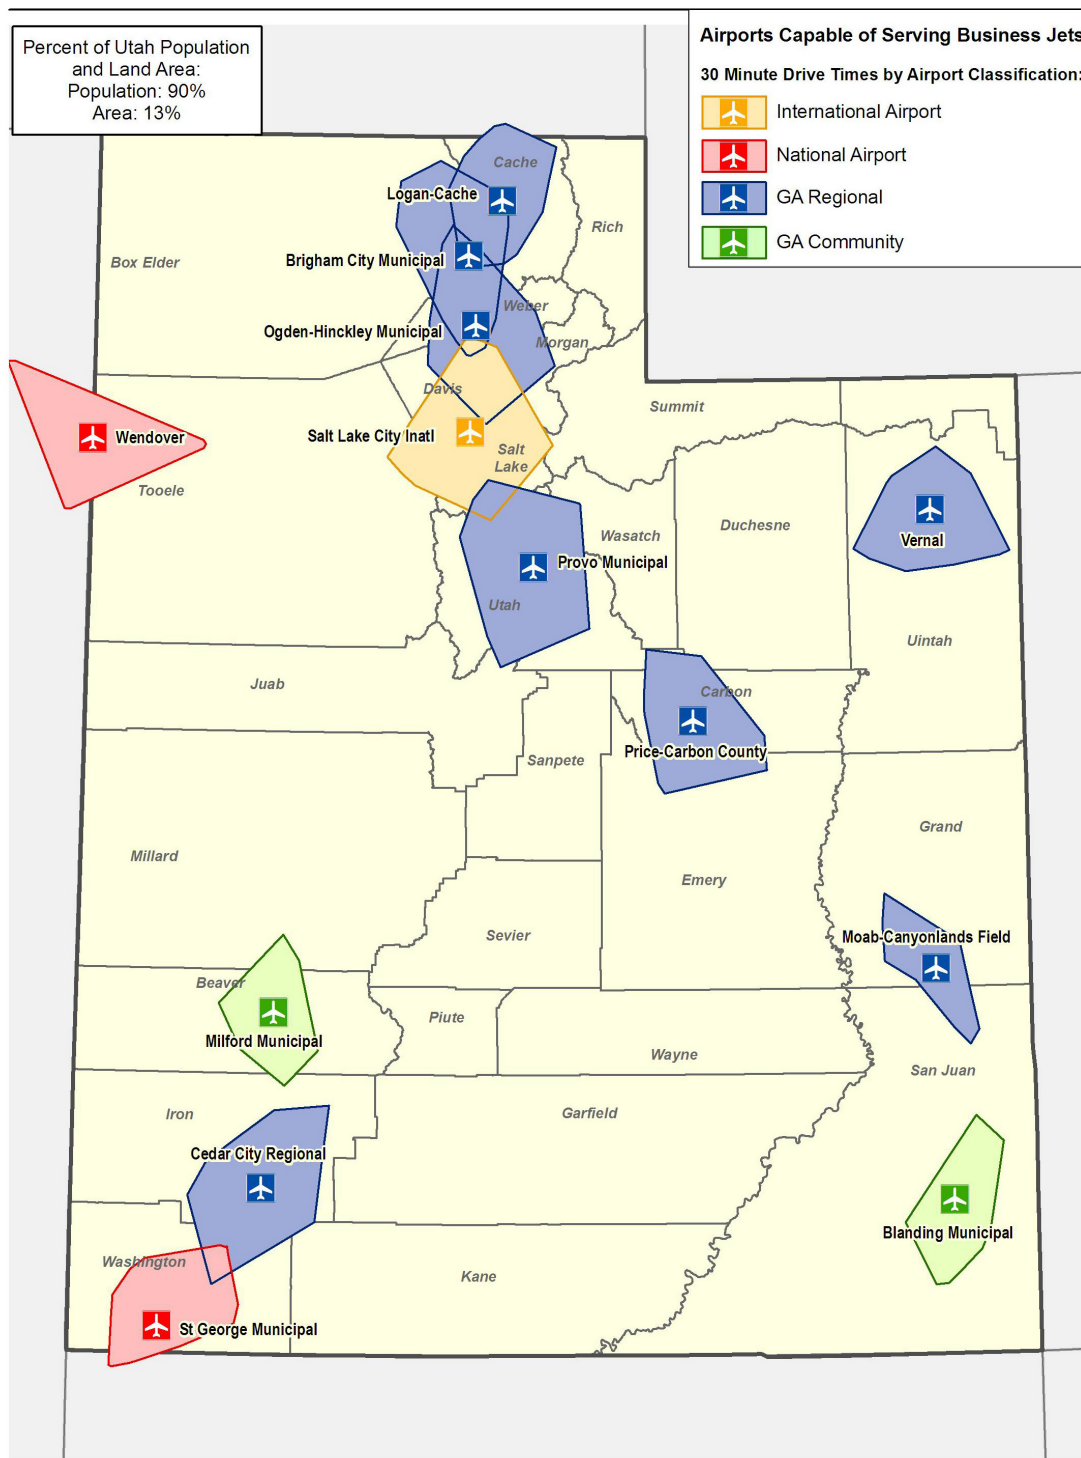 Percent of Utah Population
and Land Area:
Population: 90%
Area: 13%
Airports Capable of Serving Business Jets
30 Minute Drive Times by Airport Classification:
International Airport
National Airport
GA Regional
GA Community
Cache
Logan-Cache
Rich
Box Elder
Brigham City Municipal
Weber
Ogden-Hinckley Municipal
Morgan
Davis
Summit
Wendover
Salt Lake City Inatl
Salt
Lake
Tooele
Duchesne
Wasatch
Vernal
Provo Municipal
Utah
Uintah
Juab
Carbon
Price-Carbon County
Sanpete
Grand
Millard
Emery
Sevier
Moab-Canyonlands Field
Beaver
Piute
Milford Municipal
Wayne
San Juan
Iron
Garfield
Cedar City Regional
Blanding Municipal
Washington
Kane
St George Municipal